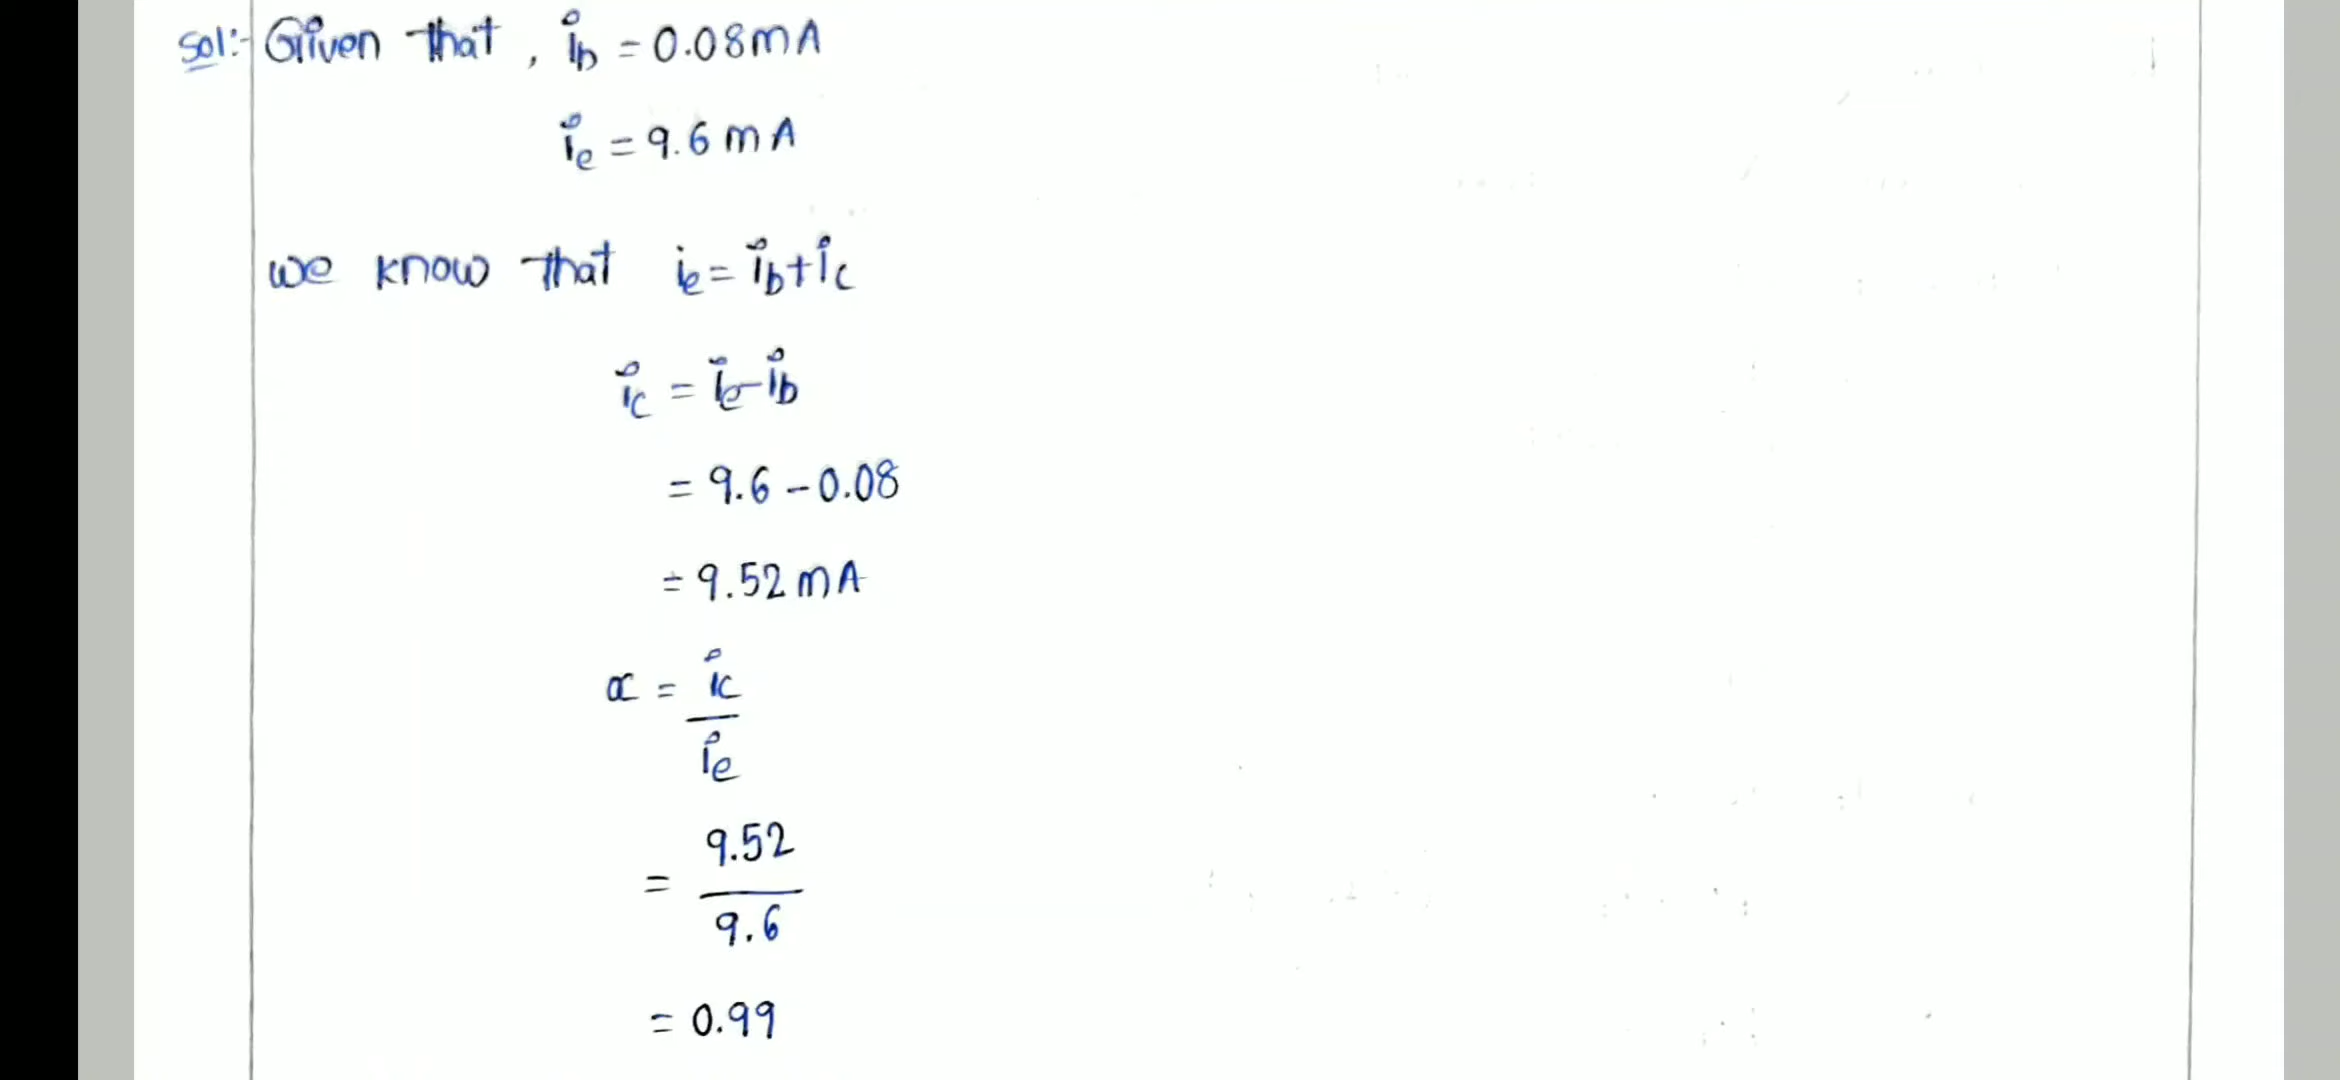 Sol:- Given that, ib = 0.08mA
ie = 9.6 mA
we know that ie = ib+ic
ic = ie-ib
= 9.6 - 0.08
= 9.52 mA
α = ic
ie
= 9.52
9.6
= 0.99